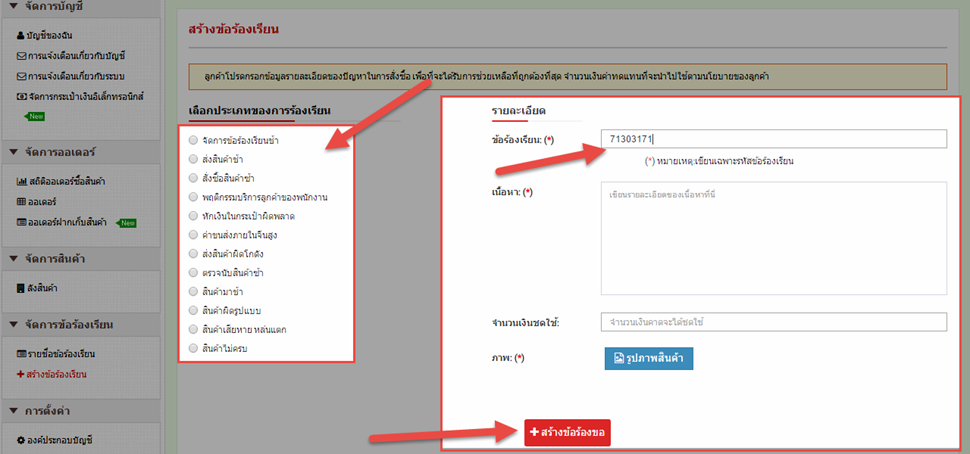 จัดการบัญชี
บัญชีของฉัน
การแจ้งเตือนเกี่ยวกับบัญชี
การแจ้งเตือนเกี่ยวกับระบบ
จัดการกระเป๋าเงินอิเล็กทรอนิกส์
New
จัดการออเดอร์
สถิติออเดอร์ซื้อสินค้า
ออเดอร์
ออเดอร์ฝากเก็บสินค้า New
จัดการสินค้า
ลังสินค้า
จัดการข้อร้องเรียน
รายชื่อข้อร้องเรียน
สร้างข้อร้องเรียน
การตั้งค่า
องค์ประกอบบัญชี
สร้างข้อร้องเรียน
ลูกค้าโปรดกรอกข้อมูลรายละเอียดของปัญหาในการสั่งซื้อ เพื่อที่จะได้รับการช่วยเหลือที่ถูกต้องที่สุด จำนวนเงินค่าทดแทนที่จะนำไปใช้ตามนโยบายของลูกค้า
เลือกประเภทของการร้องเรียน
จัดการข้อร้องเรียนช้า
ส่งสินค้าช้า
สั่งซื้อสินค้าช้า
พฤติกรรมบริการลูกค้าของพนักงาน
หักเงินในกระเป๋าผิดพลาด
ค่าขนส่งภายในจีนสูง
ส่งสินค้าผิดโกดัง
ตรวจนับสินค้าช้า
สินค้ามาช้า
สินค้าผิดรูปแบบ
สินค้าเสียหาย หล่นแตก
สินค้าไม่ครบ
รายละเอียด
ข้อร้องเรียน: (*) 71303171
(*) หมายเหตุ:เขียนเฉพาะรหัสข้อร้องเรียน
เนื้อหา: (*) เขียนรายละเอียดของเนื้อหาที่นี่
จำนวนเงินชดใช้: จำนวนเงินคาดจะได้ชดใช้
ภาพ: (*) รูปภาพสินค้า
สร้างข้อร้องขอ